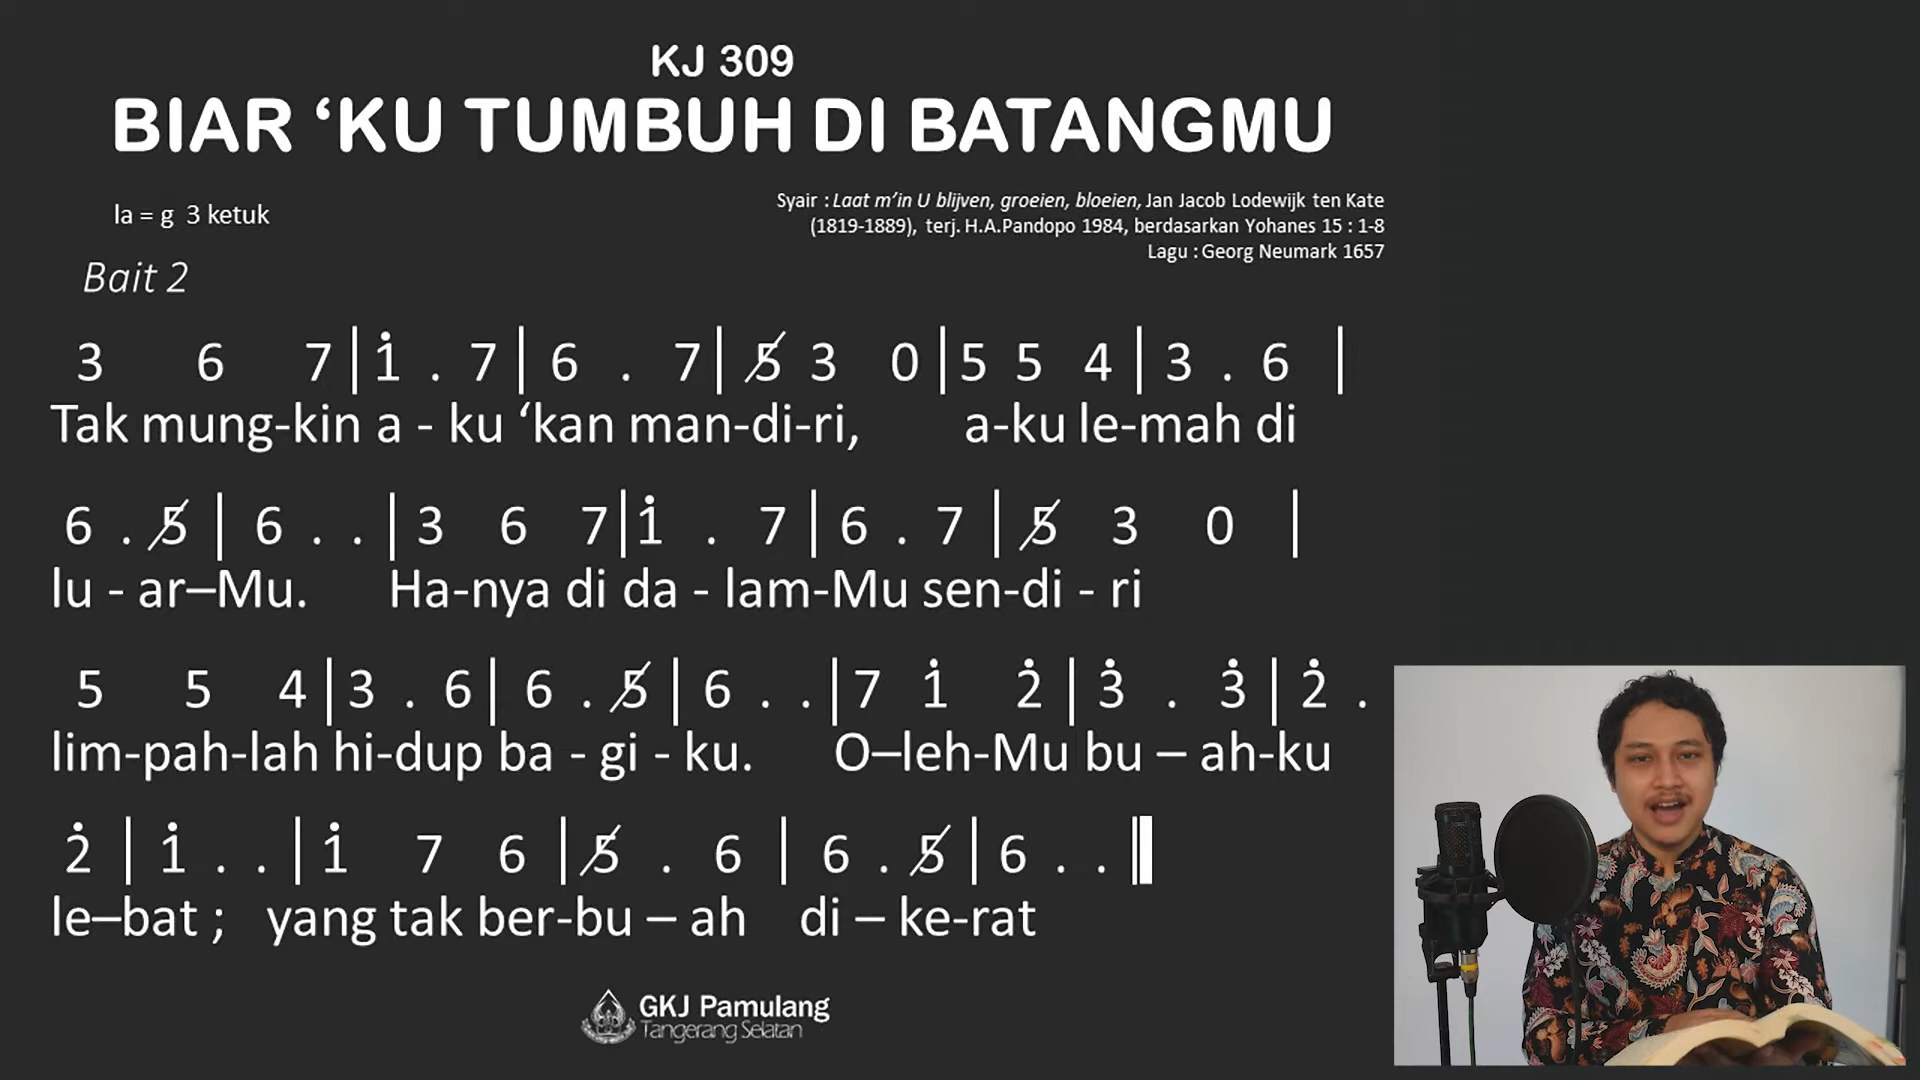 KJ 309
BIAR ‘KU TUMBUH DI BATANGMU
la = g 3 ketuk
Syair : Laat m’in U blijven, groeien, bloeien, Jan Jacob Lodewijk ten Kate
(1819-1889), terj. H.A.Pandopo 1984, berdasarkan Yohanes 15 : 1-8
Lagu : Georg Neumark 1657
Bait 2
3 6 7 | 1̇ . 7 | 6 . 7 | 5̸ 3 0 | 5 5 4 | 3 . 6 |
Tak mung-kin a - ku ‘kan man-di-ri, a-ku le-mah di
6 . 5̸ | 6 . . | 3 6 7 | 1̇ . 7 | 6 . 7 | 5̸ 3 0 |
lu - ar–Mu. Ha-nya di da - lam-Mu sen-di - ri
5 5 4 | 3 . 6 | 6 . 5̸ | 6 . . | 7 1̇ 2̇ | 3̇ . 3̇ | 2̇ .
lim-pah-lah hi-dup ba - gi - ku. O–leh-Mu bu – ah-ku
2̇ | 1̇ . . | 1̇ 7 6 | 5̸ . 6 | 6 . 5̸ | 6 . . ‖
le–bat ; yang tak ber-bu – ah di – ke-rat
GKJ Pamulang
Tangerang Selatan